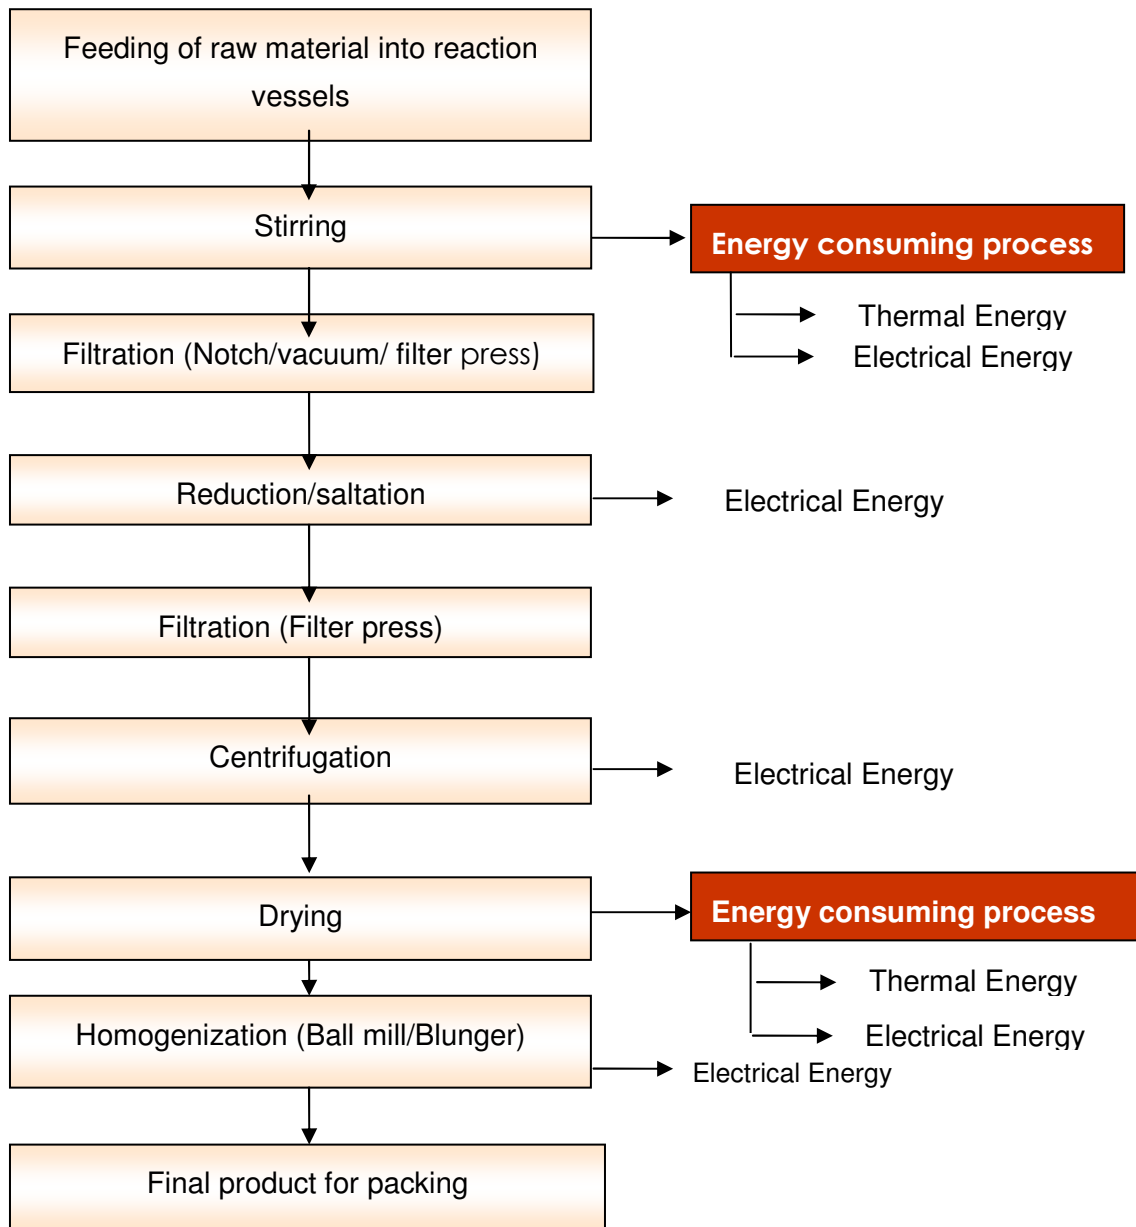 Feeding of raw material into reaction
vessels
Stirring
Energy consuming process
Thermal Energy
Electrical Energy
Filtration (Notch/vacuum/ filter press)
Reduction/saltation
Electrical Energy
Filtration (Filter press)
Centrifugation
Electrical Energy
Drying
Energy consuming process
Thermal Energy
Electrical Energy
Homogenization (Ball mill/Blunger)
Electrical Energy
Final product for packing